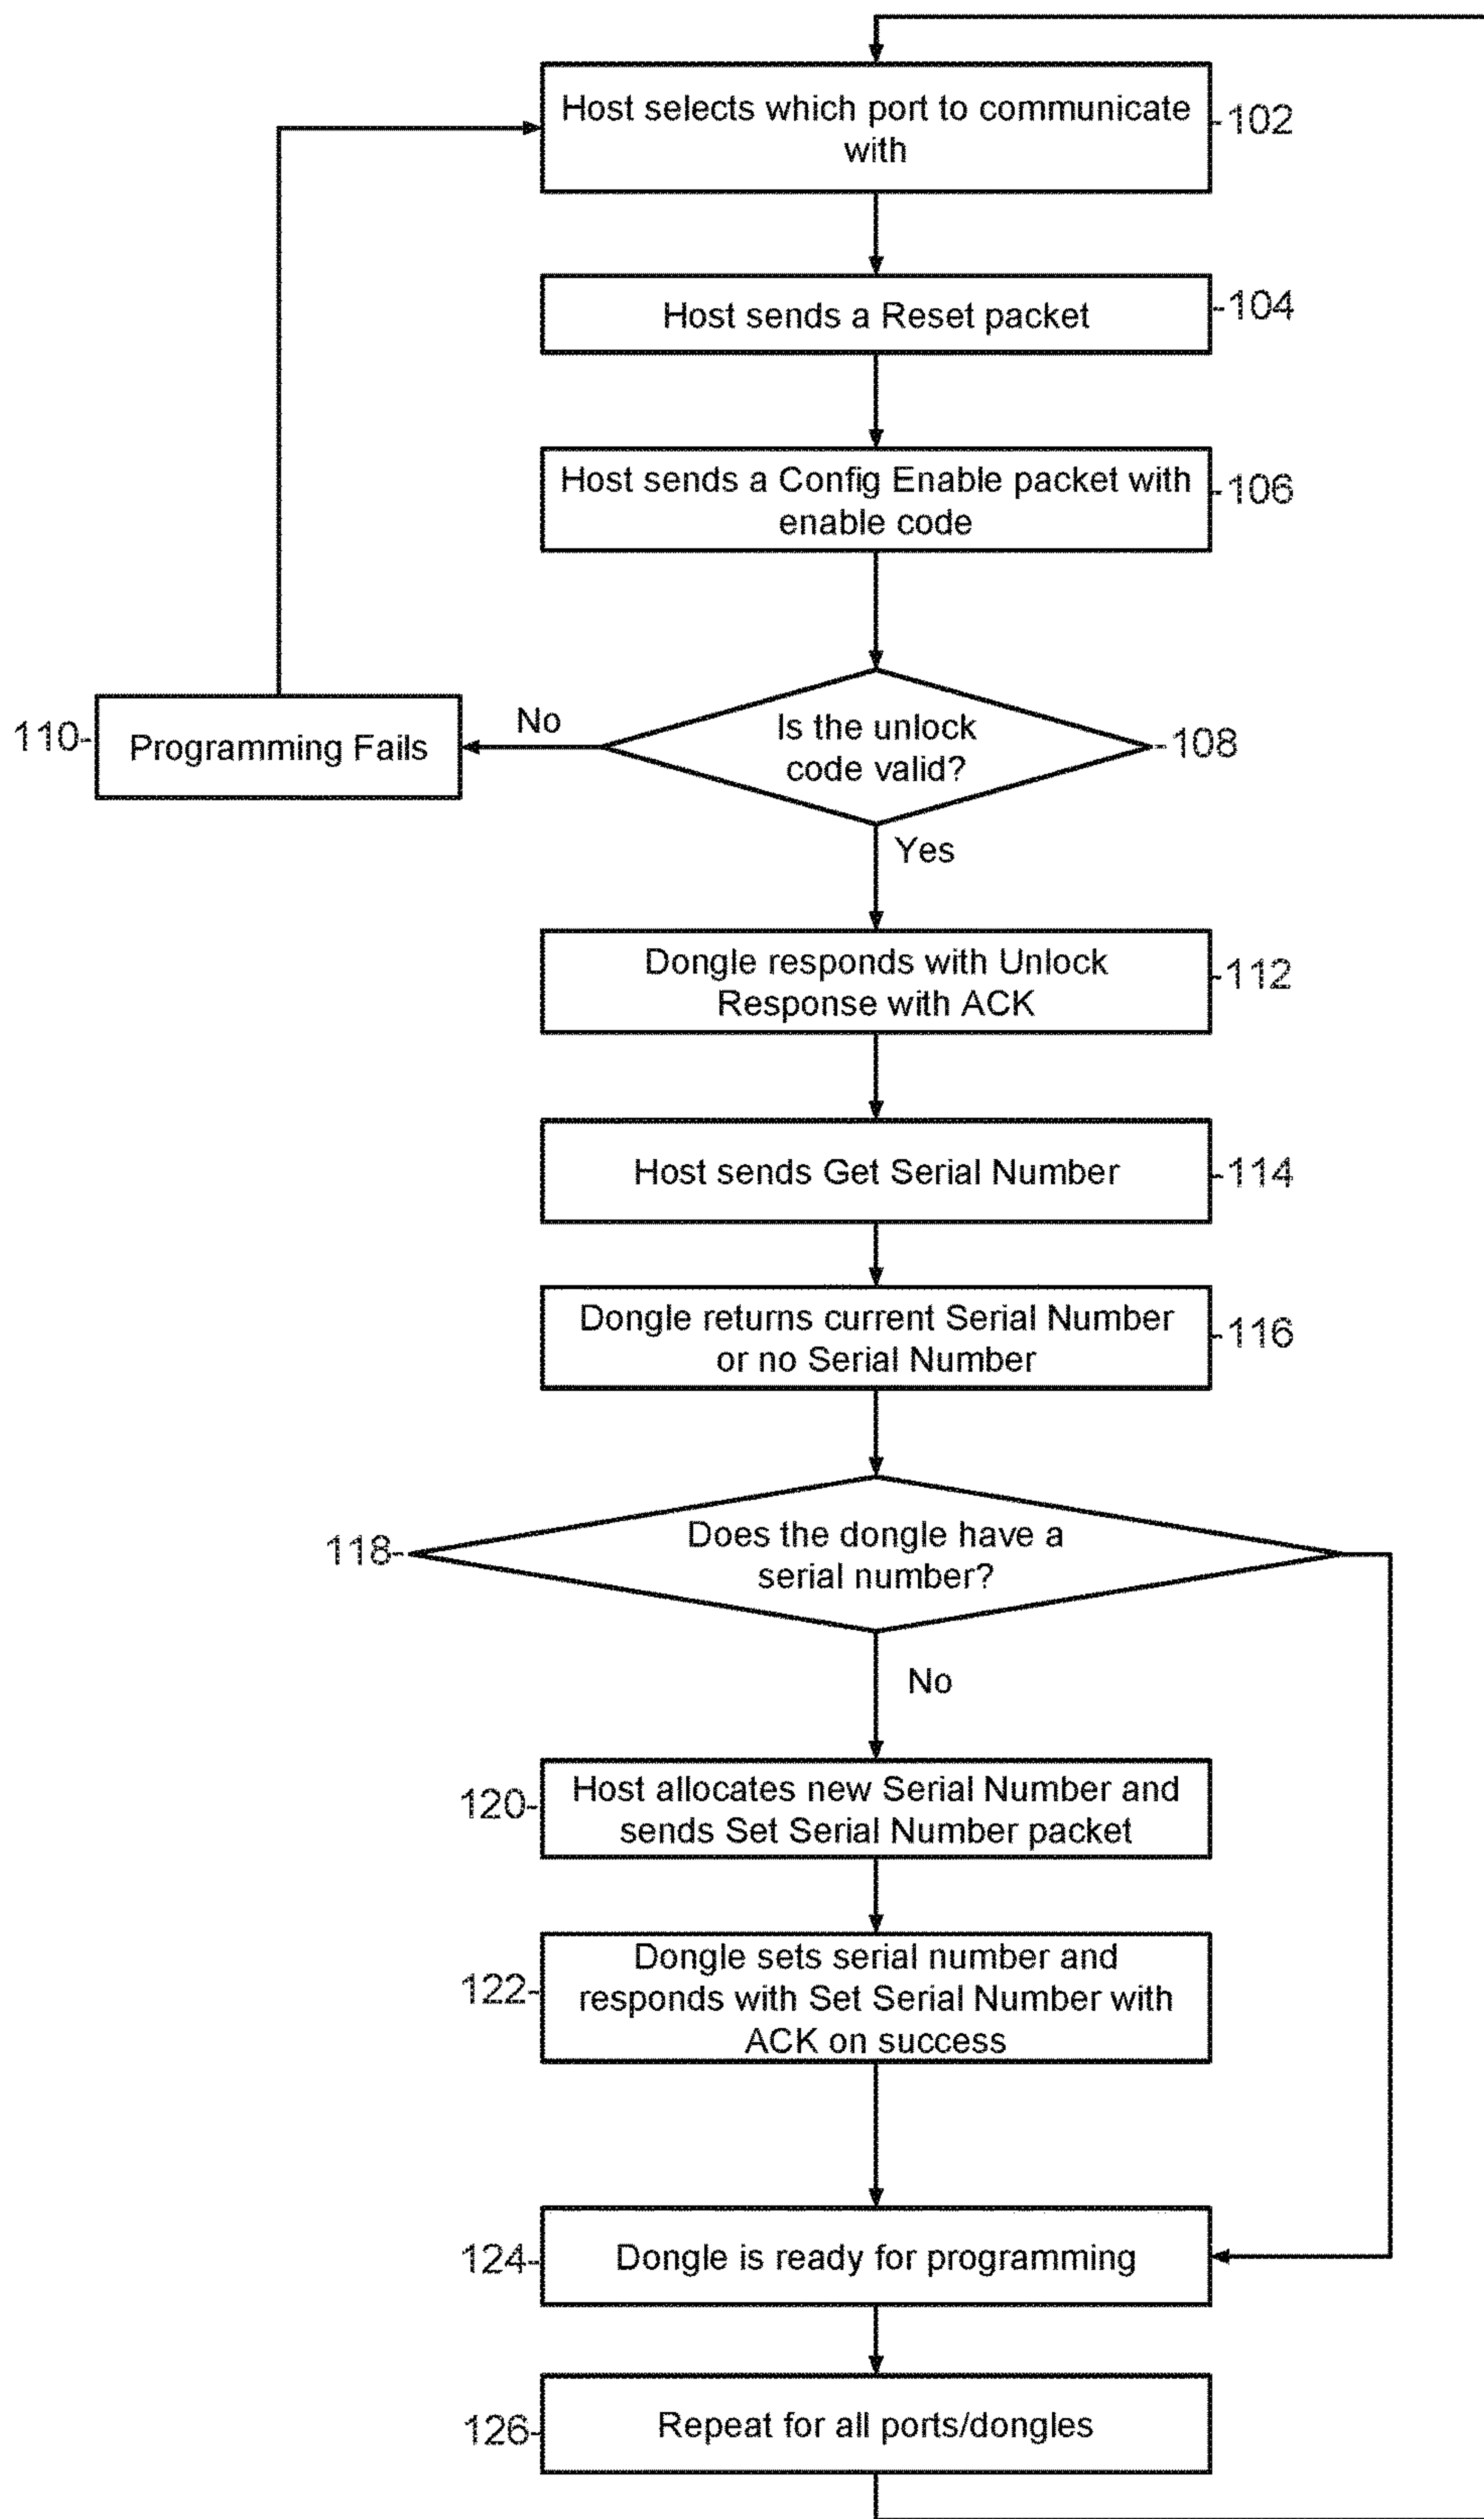 Host selects which port to communicate
with
102
Host sends a Reset packet
104
Host sends a Config Enable packet with
enable code
106
110
Programming Fails
No
Is the unlock
code valid?
108
Yes
Dongle responds with Unlock
Response with ACK
112
Host sends Get Serial Number
114
Dongle returns current Serial Number
or no Serial Number
116
118
Does the dongle have a
serial number?
No
120
Host allocates new Serial Number and
sends Set Serial Number packet
122
Dongle sets serial number and
responds with Set Serial Number with
ACK on success
124
Dongle is ready for programming
126
Repeat for all ports/dongles